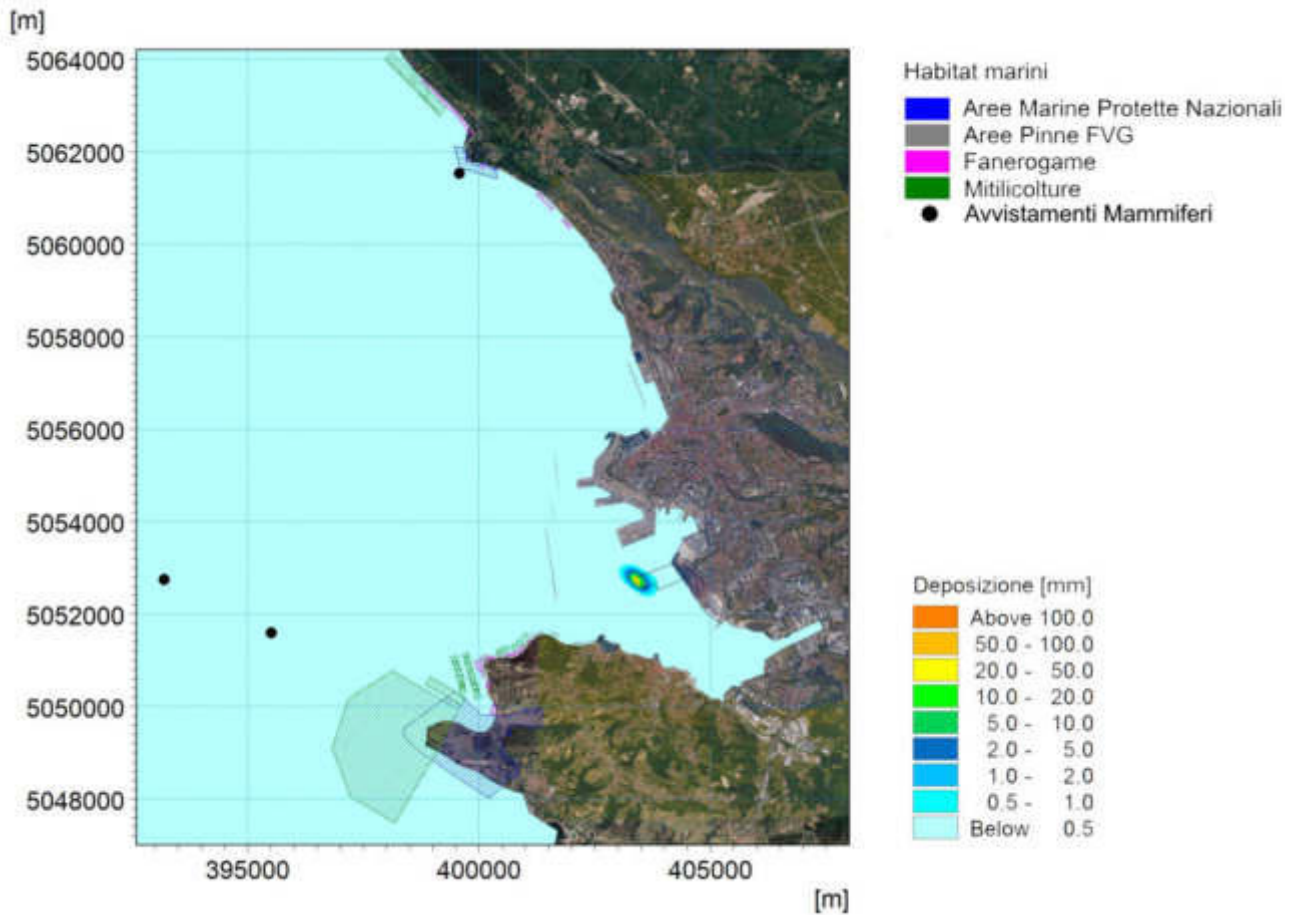 [m]
5064000
5062000
5060000
5058000
5056000
5054000
5052000
5050000
5048000
395000 400000 405000
[m]
Habitat marini
Aree Marine Protette Nazionali
Aree Pinne FVG
Fanerogame
Mitilicolture
Avvistamenti Mammiferi
Deposizione [mm]
Above 100.0
50.0 - 100.0
20.0 - 50.0
10.0 - 20.0
5.0 - 10.0
2.0 - 5.0
1.0 - 2.0
0.5 - 1.0
Below 0.5